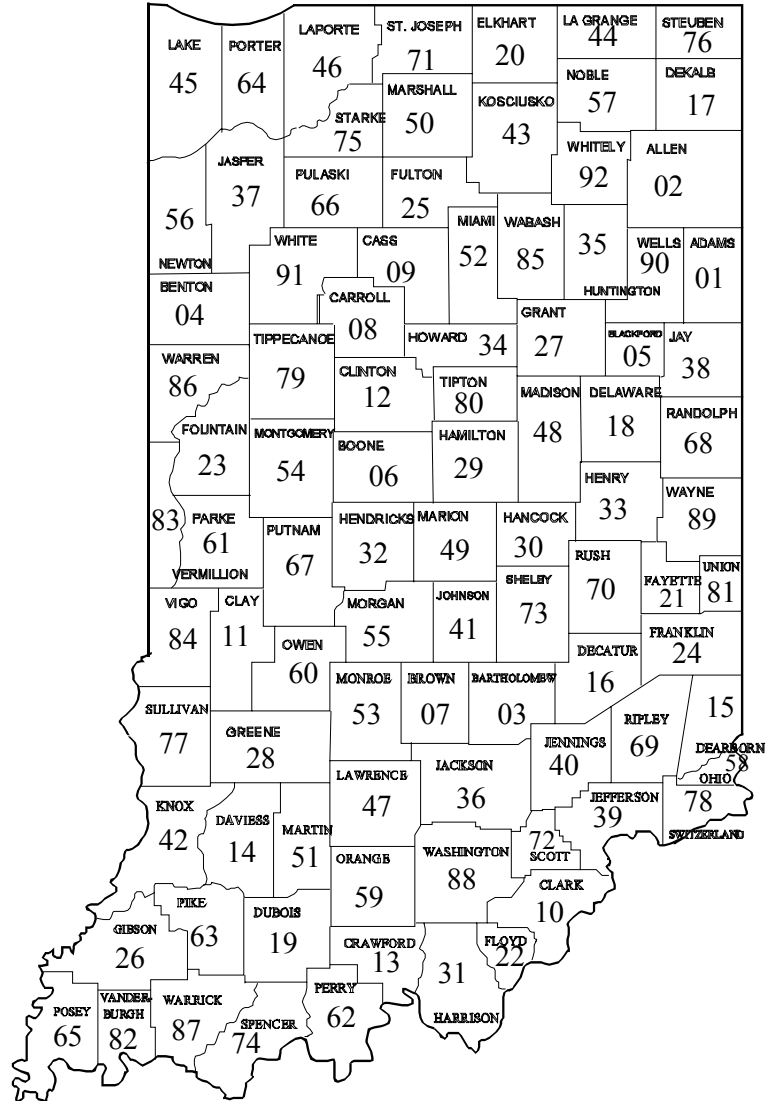 LAKE
45
PORTER
64
LAPORTE
46
ST. JOSEPH
71
ELKHART
20
LA GRANGE
44
STEUBEN
76
NOBLE
57
DEKALB
17
MARSHALL
50
STARKE
75
KOSCIUSKO
43
WHITELY
92
ALLEN
02
JASPER
37
PULASKI
66
FULTON
25
56
NEWTON
MIAMI
52
WABASH
85
35
HUNTINGTON
WELLS
90
ADAMS
01
WHITE
91
CASS
09
BENTON
04
CARROLL
08
GRANT
27
HOWARD 34
TIPPECANOE
79
BLACKFORD
05
JAY
38
WARREN
86
CLINTON
12
TIPTON
80
MADISON
48
DELAWARE
18
RANDOLPH
68
FOUNTAIN
23
MONTGOMERY
54
BOONE
06
HAMILTON
29
HENRY
33
WAYNE
89
83
VERMILLION
PARKE
61
PUTNAM
67
HENDRICKS
32
MARION
49
HANCOCK
30
RUSH
70
FAYETTE
21
UNION
81
VIGO
84
CLAY
11
MORGAN
55
JOHNSON
41
SHELBY
73
OWEN
60
DECATUR
16
FRANKLIN
24
MONROE
53
BROWN
07
BARTHOLOMEW
03
SULLIVAN
77
GREENE
28
JENNINGS
40
RIPLEY
69
15
DEARBORN
58
OHIO
78
SWITZERLAND
LAWRENCE
47
JACKSON
36
JEFFERSON
39
KNOX
42
DAVIESS
14
MARTIN
51
ORANGE
59
WASHINGTON
88
72
SCOTT
CLARK
10
PIKE
63
DUBOIS
19
GIBSON
26
CRAWFORD
13
31
HARRISON
FLOYD
22
POSEY
65
VANDER-
BURGH
82
WARRICK
87
SPENCER
74
PERRY
62